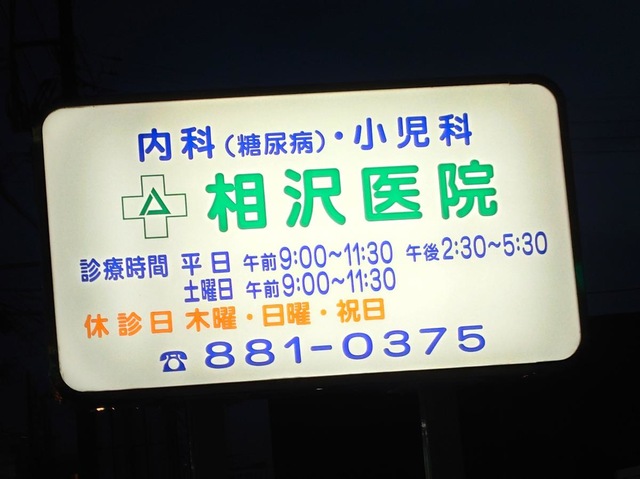 内科(糖尿病)・小児科
相沢医院
診療時間 平日 午前9:00~11:30 午後2:30~5:30
土曜日 午前9:00~11:30
休診日 木曜・日曜・祝日
☎881-0375